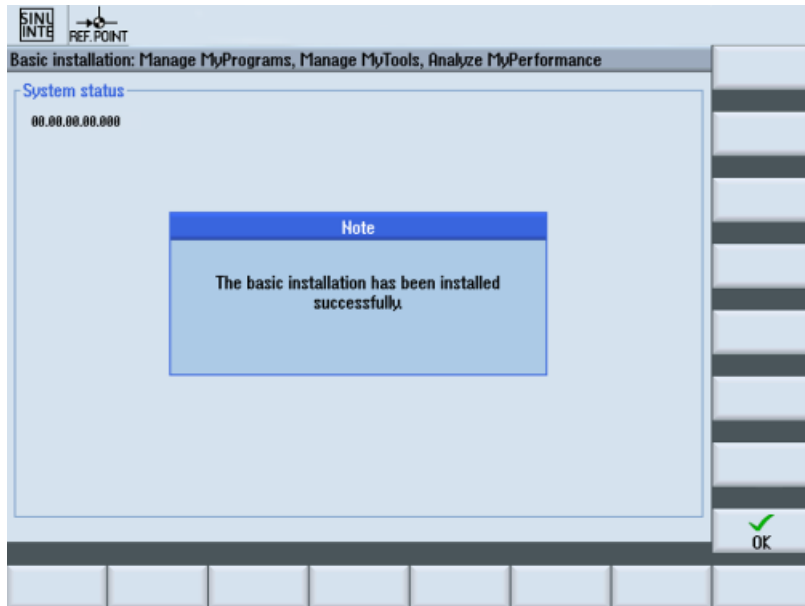 SINU
INTE
REF. POINT
Basic installation: Manage MyPrograms, Manage MyTools, Analyze MyPerformance
System status
00.00.00.00.000
Note
The basic installation has been installed
successfully.
OK